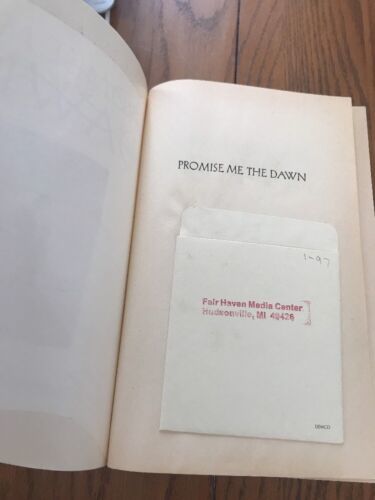 PROMISE ME THE DAWN
1-97
Fair Haven Media Center
Hudsonville, MI 49426
DEMCO